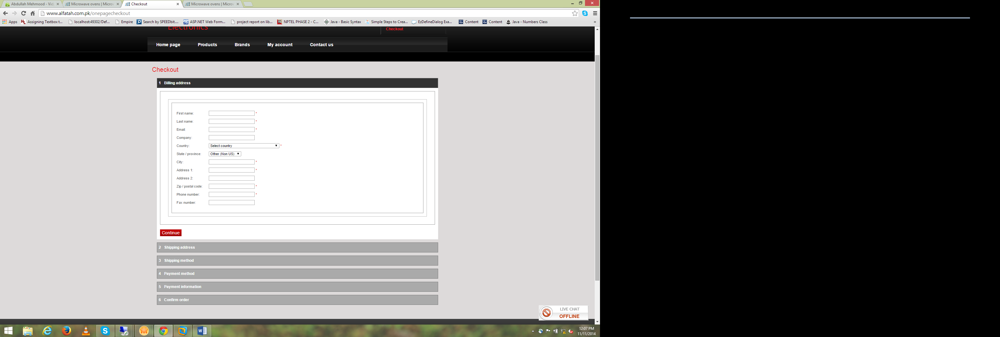 Abdullah Mehmood - Vid
Microwave ovens | Microw
Checkout
Microwave ovens | Microw
www.alfatah.com.pk/onepagecheckout
Apps
Assigning Textbox t...
localhost:49302/Def...
Empire
Search by SPEEDbit....
ASP.NET Web Form...
project report on lib...
NPTEL PHASE 2 - C...
Java - Basic Syntax
Simple Steps to Crea...
EzDefineDialog Exa...
Content
Content
Java - Numbers Class
»
Electronics
Checkout
Home page
Products
Brands
My account
Contact us
Checkout
1 Billing address
First name: *
Last name: *
Email: *
Company:
Country: Select country *
State / province: Other (Non US)
City: *
Address 1: *
Address 2:
Zip / postal code: *
Phone number: *
Fax number:
Continue
2 Shipping address
3 Shipping method
4 Payment method
5 Payment information
6 Confirm order
LIVE CHAT
OFFLINE
12:07 PM
11/11/2014